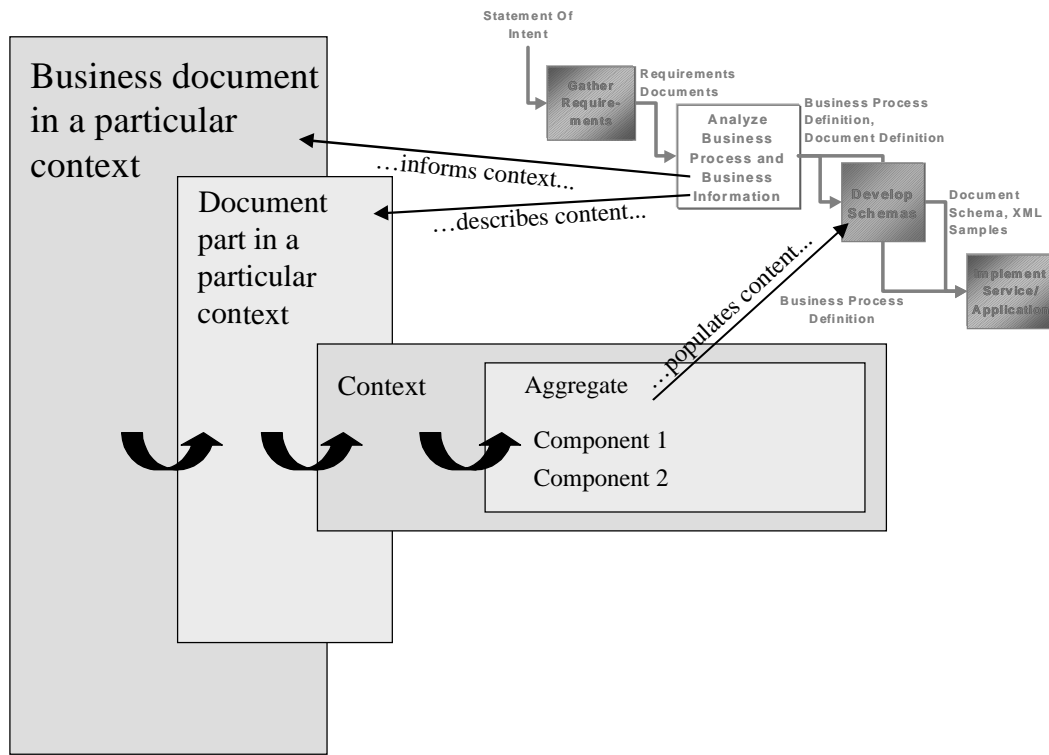 Statement Of
Intent
Business document
in a particular
context
Gather
Require-
ments
Requirements
Documents
Analyze
Business
Process and
Business
Information
Business Process
Definition,
Document Definition
…informs context...
…describes content...
Document
part in a
particular
context
Develop
Schemas
Document
Schema, XML
Samples
Implement
Service/
Application
Business Process
Definition
…populates content...
Context
Aggregate
Component 1
Component 2